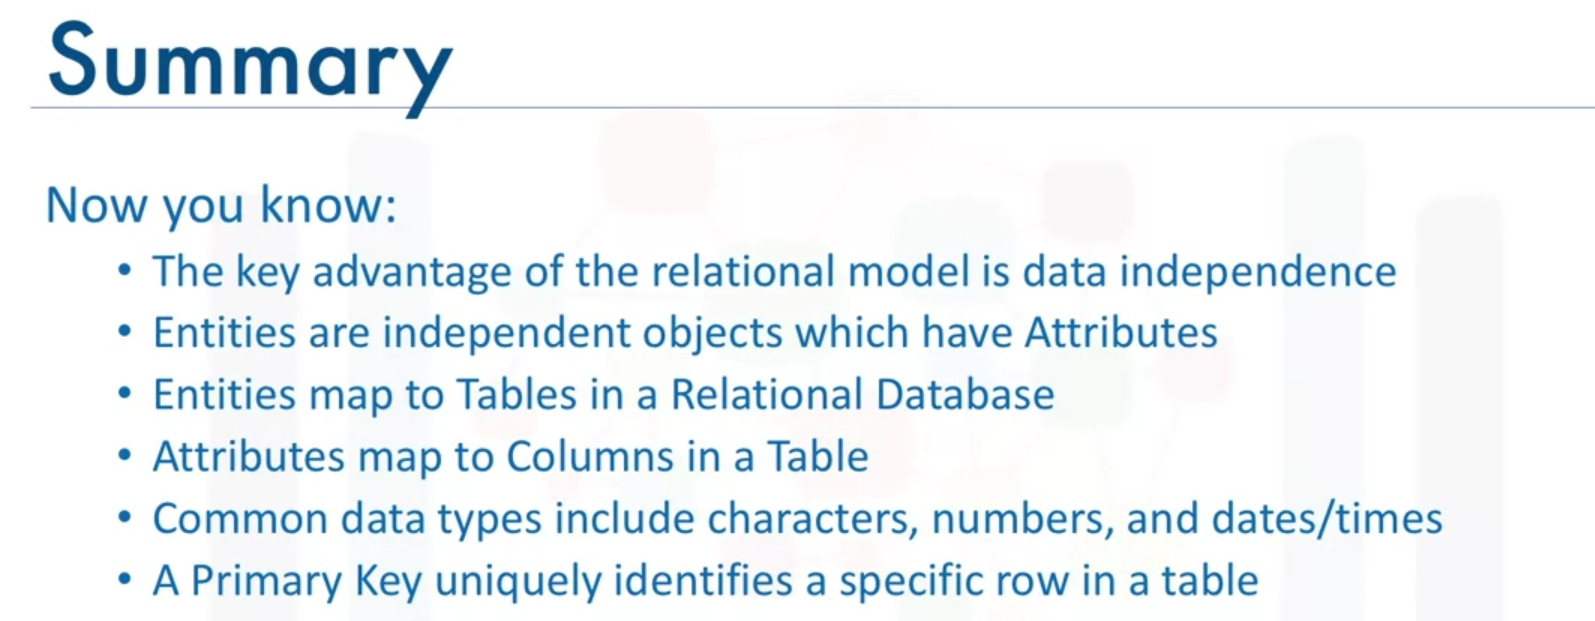 Summary
Now you know:
• The key advantage of the relational model is data independence
• Entities are independent objects which have Attributes
• Entities map to Tables in a Relational Database
• Attributes map to Columns in a Table
• Common data types include characters, numbers, and dates/times
• A Primary Key uniquely identifies a specific row in a table